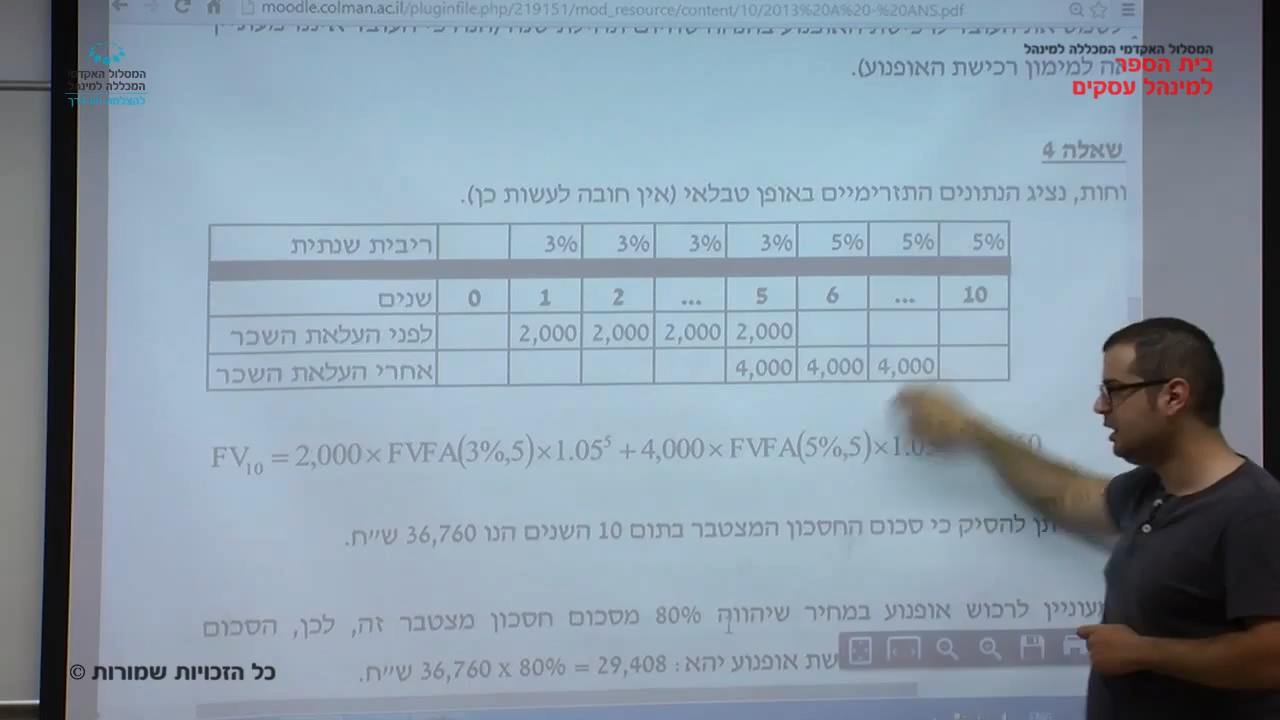 moodle.colman.ac.il/pluginfile.php/219151/mod_resource/content/10/2013%20A%20-%20ANS.pdf
המסלול האקדמי המכללה למינהל
בית הספר
למינהל עסקים
המסלול האקדמי
המכללה למינהל
למימון רכישת האופנוע).
שאלה 4
נציג הנתונים התזרימיים באופן טבלאי (אין חובה לעשות כן).
ריבית שנתית 3% 3% 3% 3% 5% 5% 5%
שנים 0 1 2 ... 5 6 ... 10
לפני העלאת השכר 2,000 2,000 2,000 2,000
אחרי העלאת השכר 4,000 4,000 4,000
FV₁₀ = 2,000 × FVFA(3%,5) × 1.05⁵ + 4,000 × FVFA(5%,5) ×
להסיק כי סכום החסכון המצטבר בתום 10 השנים הנו 36,760 ש״ח.
לרכוש אופנוע במחיר שיהווה 80% מסכום חסכון מצטבר זה, לכן, הסכום
אופנוע יהא: 36,760 X 80% = 29,408 ש״ח.
כל הזכויות שמורות ©